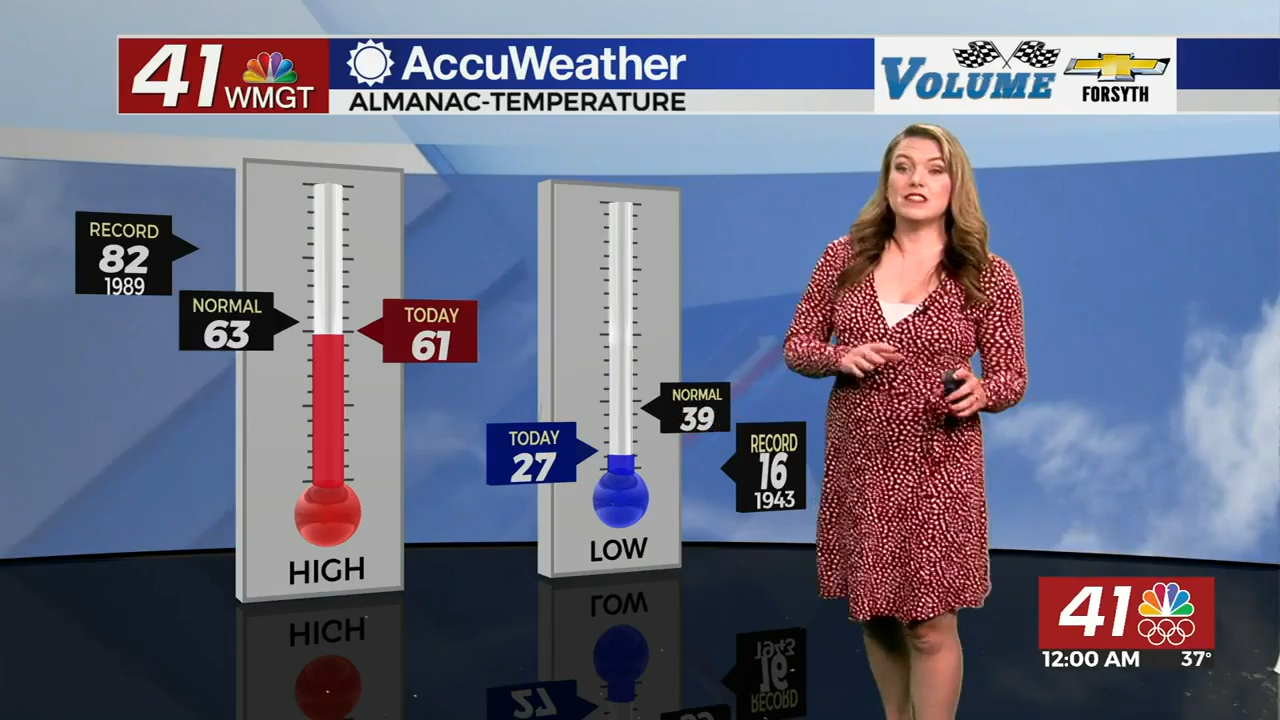 41 WMGT
AccuWeather
ALMANAC-TEMPERATURE
VOLUME
FORSYTH
RECORD
82
1989
NORMAL
63
TODAY
61
HIGH
NORMAL
39
TODAY
27
RECORD
16
1943
LOW
41
12:00 AM 37°